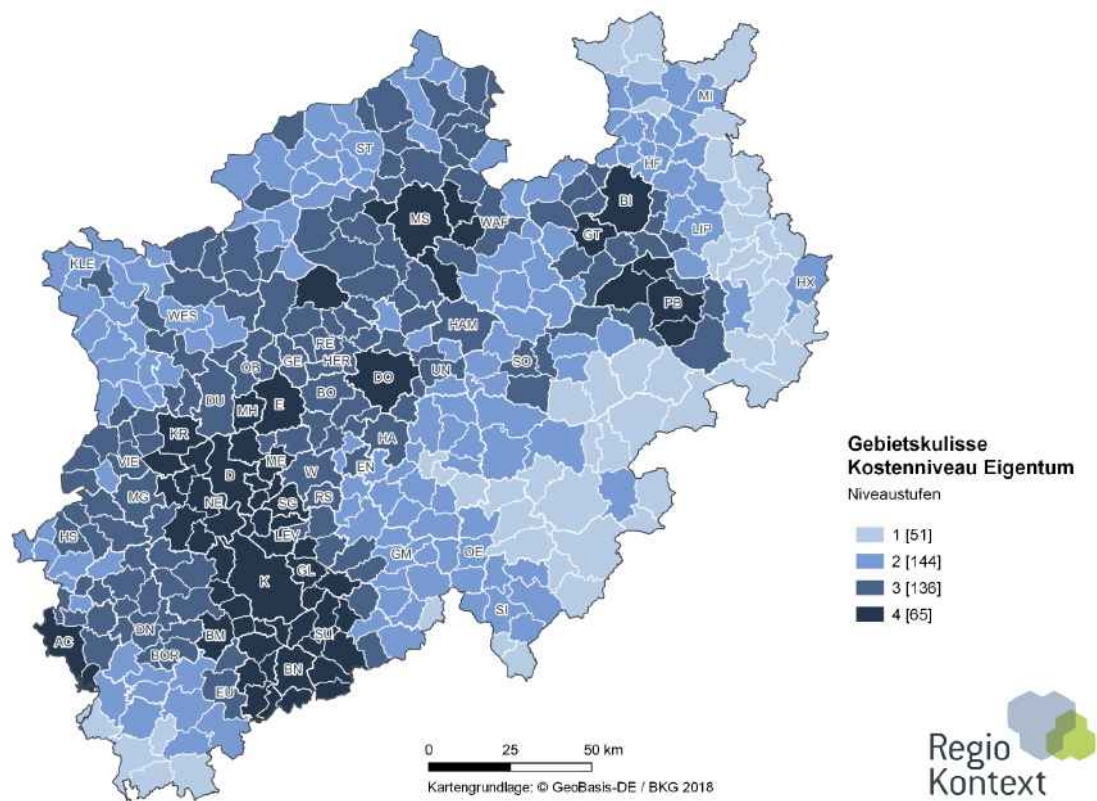 MI
ST
HF
BI
MS
WAF
GT
LIP
KLE
HX
PB
WES
HAM
RE
SO
OB
GE
HER
UN
DO
DU
MH
E
BO
KR
HA
VIE
ME
W
EN
D
MG
NE
SG
RS
HS
LEV
GM
OE
K
GL
SI
AC
DN
BM
SU
BOR
BN
EU
Gebietskulisse
Kostenniveau Eigentum
Niveaustufen
1 [51]
2 [144]
3 [136]
4 [65]
0 25 50 km
Kartengrundlage: © GeoBasis-DE / BKG 2018
Regio
Kontext